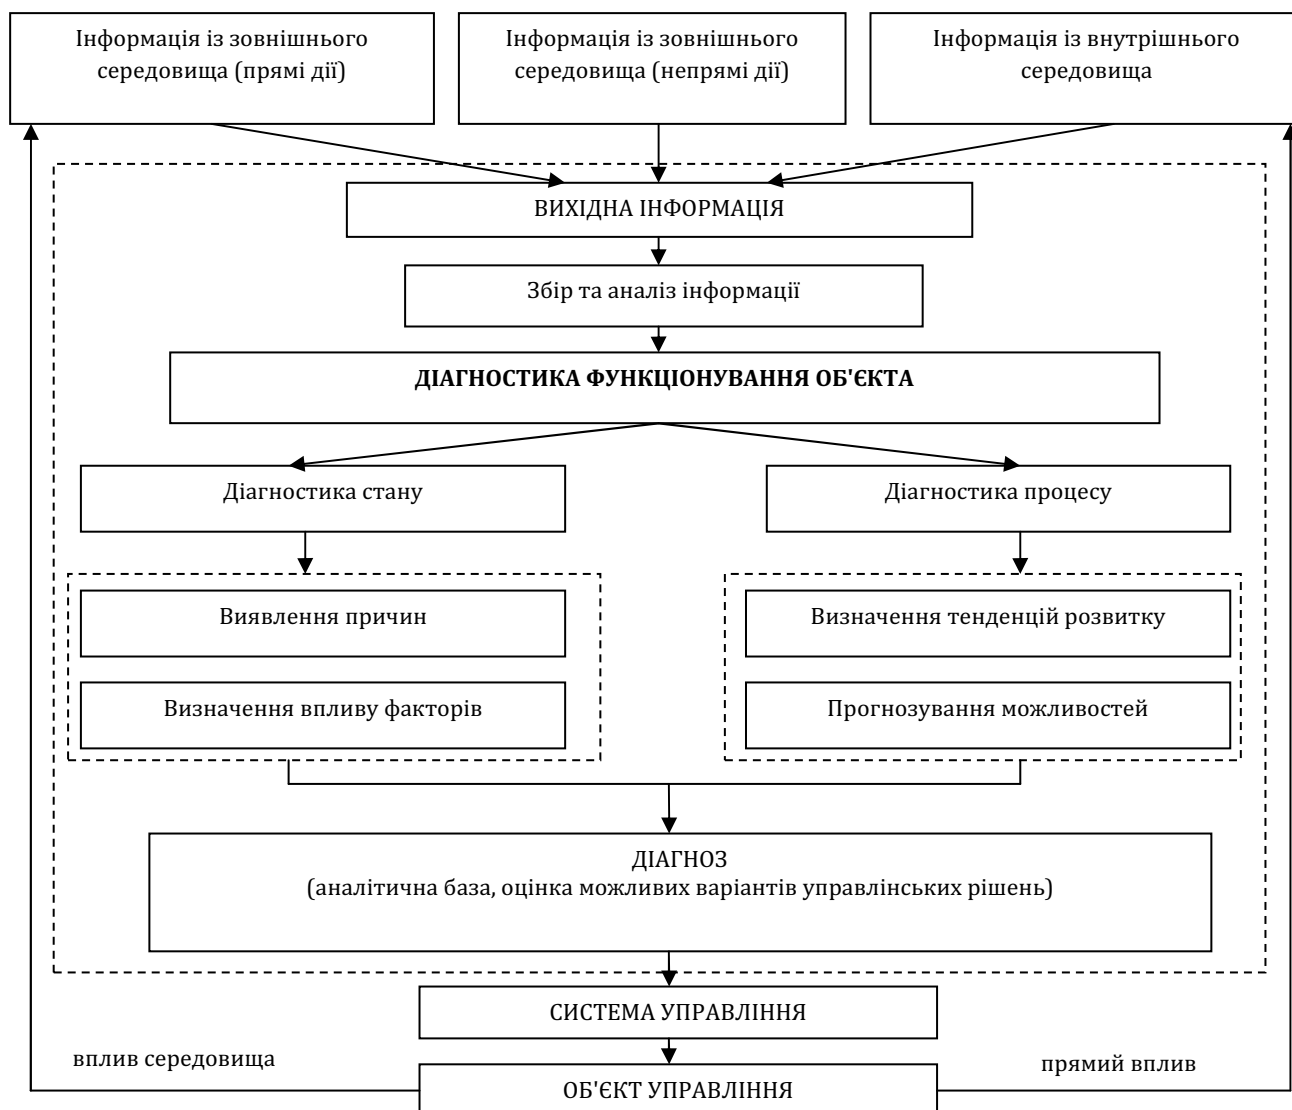 Інформація із зовнішнього
середовища (прямі дії)
Інформація із зовнішнього
середовища (непрямі дії)
Інформація із внутрішнього
середовища
ВИХІДНА ІНФОРМАЦІЯ
Збір та аналіз інформації
ДІАГНОСТИКА ФУНКЦІОНУВАННЯ ОБ'ЄКТА
Діагностика стану
Діагностика процесу
Виявлення причин
Визначення тенденцій розвитку
Визначення впливу факторів
Прогнозування можливостей
ДІАГНОЗ
(аналітична база, оцінка можливих варіантів управлінських рішень)
СИСТЕМА УПРАВЛІННЯ
вплив середовища
прямий вплив
ОБ'ЄКТ УПРАВЛІННЯ